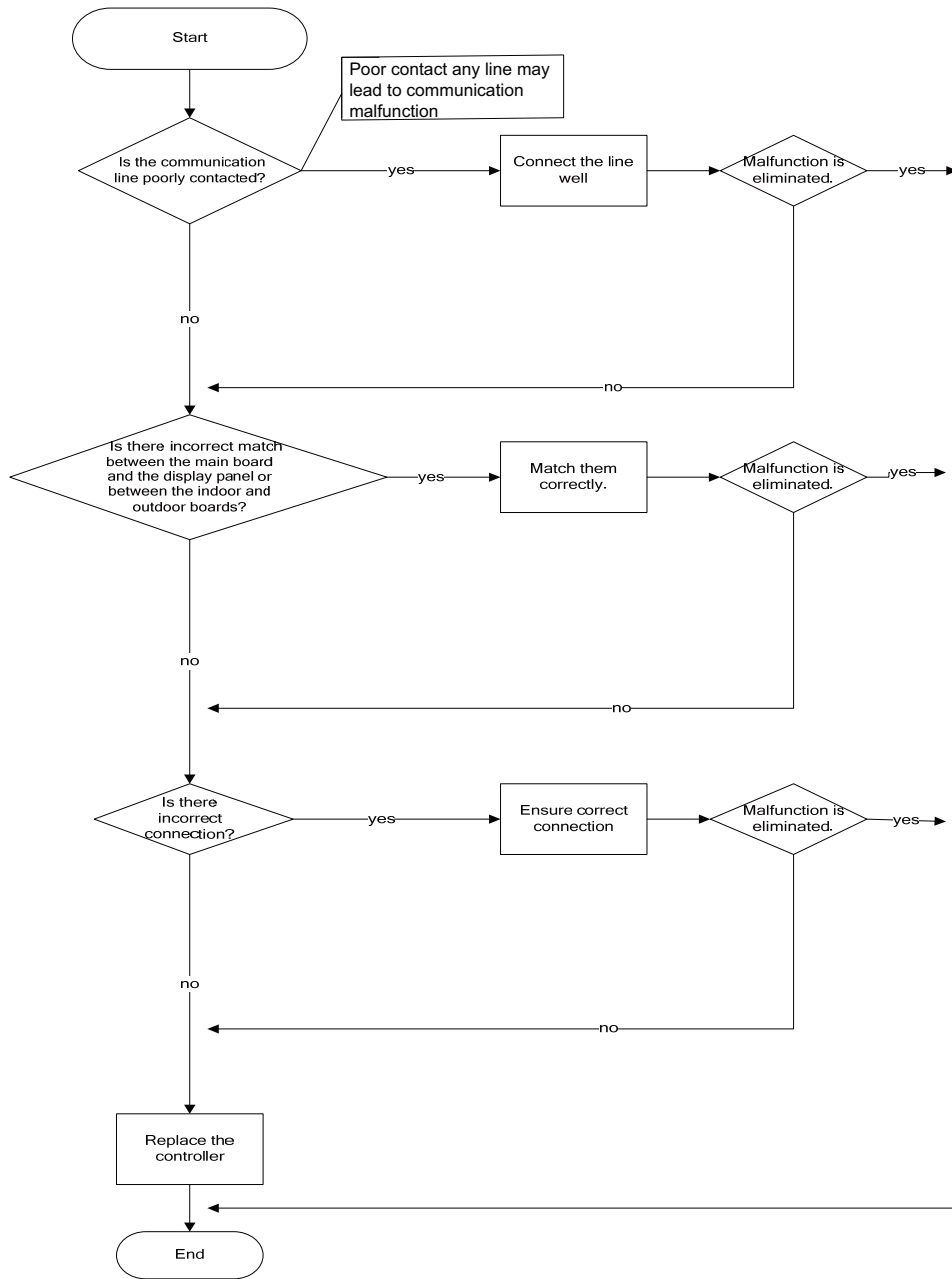 Start
Poor contact any line may
lead to communication
malfunction
Is the communication
line poorly contacted?
yes
Connect the line
well
Malfunction is
eliminated.
yes
no
no
Is there incorrect match
between the main board
and the display panel or
between the indoor and
outdoor boards?
yes
Match them
correctly.
Malfunction is
eliminated.
yes
no
no
Is there
incorrect
connection?
yes
Ensure correct
connection
Malfunction is
eliminated.
yes
no
no
Replace the
controller
End